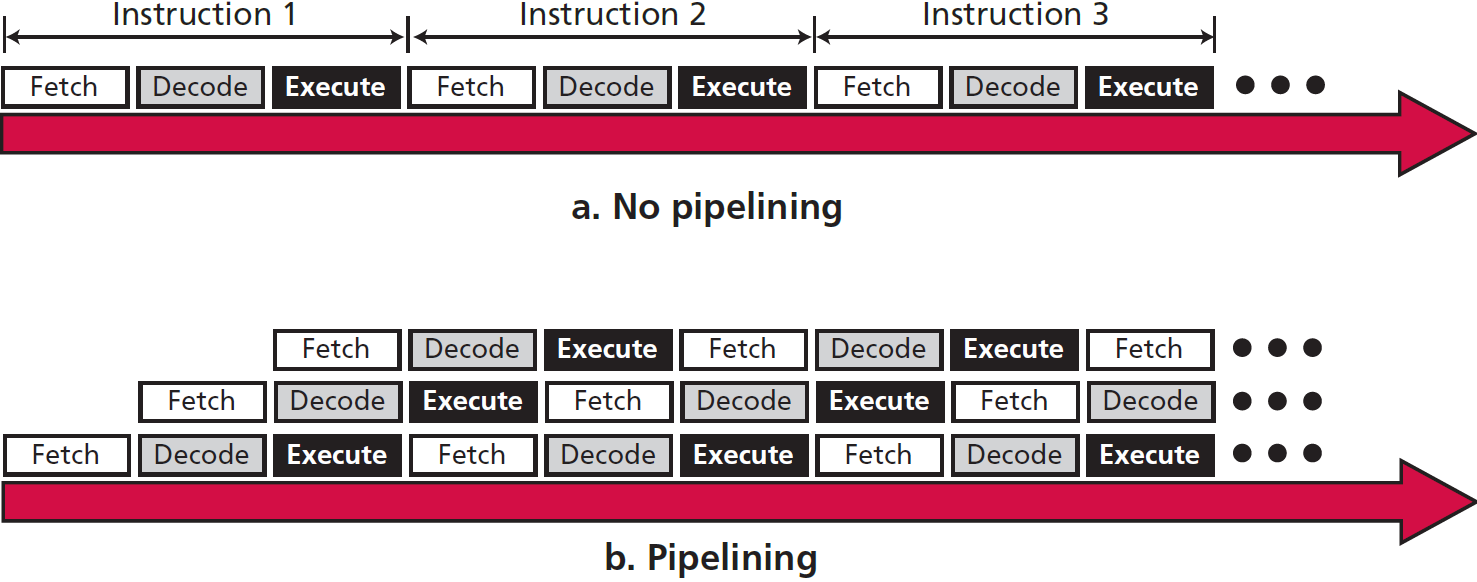 Instruction 1 Instruction 2 Instruction 3
Fetch Decode Execute Fetch Decode Execute Fetch Decode Execute
a. No pipelining
Fetch Decode Execute Fetch Decode Execute Fetch
Fetch Decode Execute Fetch Decode Execute Fetch Decode
Fetch Decode Execute Fetch Decode Execute Fetch Decode Execute
b. Pipelining